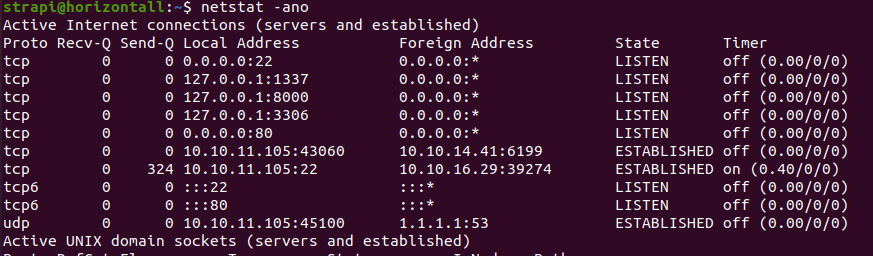 strapi@horizontall:~$ netstat -ano
Active Internet connections (servers and established)
Proto Recv-Q Send-Q Local Address           Foreign Address         State       Timer
tcp        0      0 0.0.0.0:22              0.0.0.0:*               LISTEN      off (0.00/0/0)
tcp        0      0 127.0.0.1:1337          0.0.0.0:*               LISTEN      off (0.00/0/0)
tcp        0      0 127.0.0.1:8000          0.0.0.0:*               LISTEN      off (0.00/0/0)
tcp        0      0 127.0.0.1:3306          0.0.0.0:*               LISTEN      off (0.00/0/0)
tcp        0      0 0.0.0.0:80              0.0.0.0:*               LISTEN      off (0.00/0/0)
tcp        0      0 10.10.11.105:43060      10.10.14.41:6199        ESTABLISHED off (0.00/0/0)
tcp        0    324 10.10.11.105:22         10.10.16.29:39274       ESTABLISHED on (0.40/0/0)
tcp6       0      0 :::22                   :::*                    LISTEN      off (0.00/0/0)
tcp6       0      0 :::80                   :::*                    LISTEN      off (0.00/0/0)
udp        0      0 10.10.11.105:45100      1.1.1.1:53              ESTABLISHED off (0.00/0/0)
Active UNIX domain sockets (servers and established)